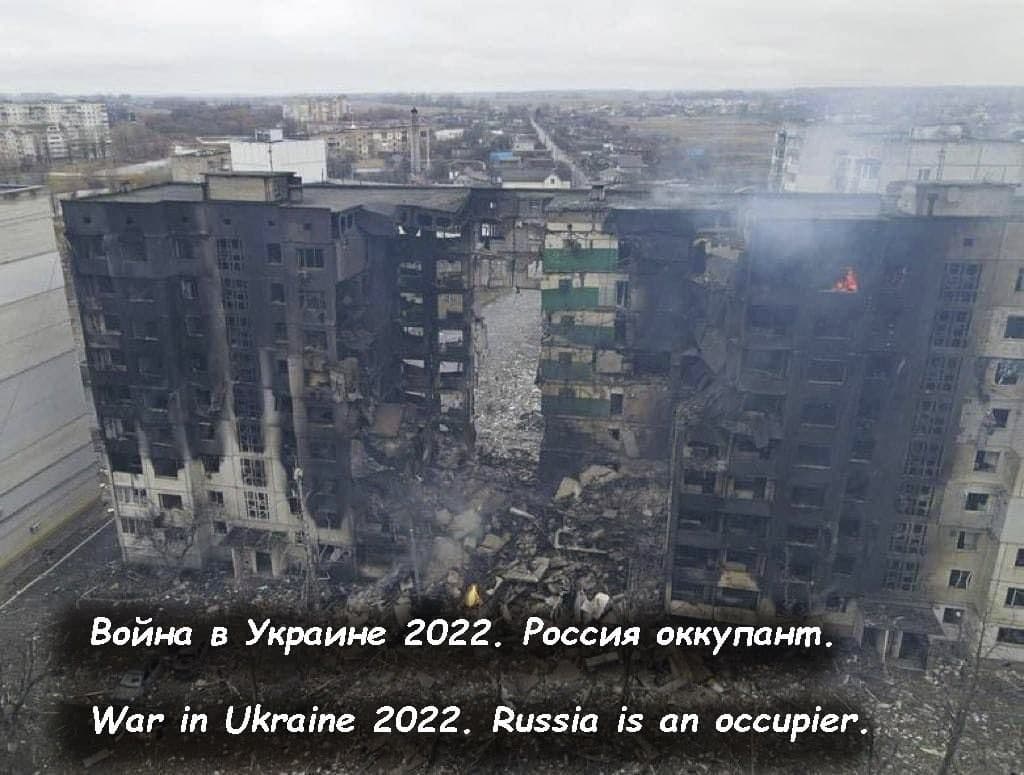 Война в Украине 2022. Россия оккупант.
War in Ukraine 2022. Russia is an occupier.